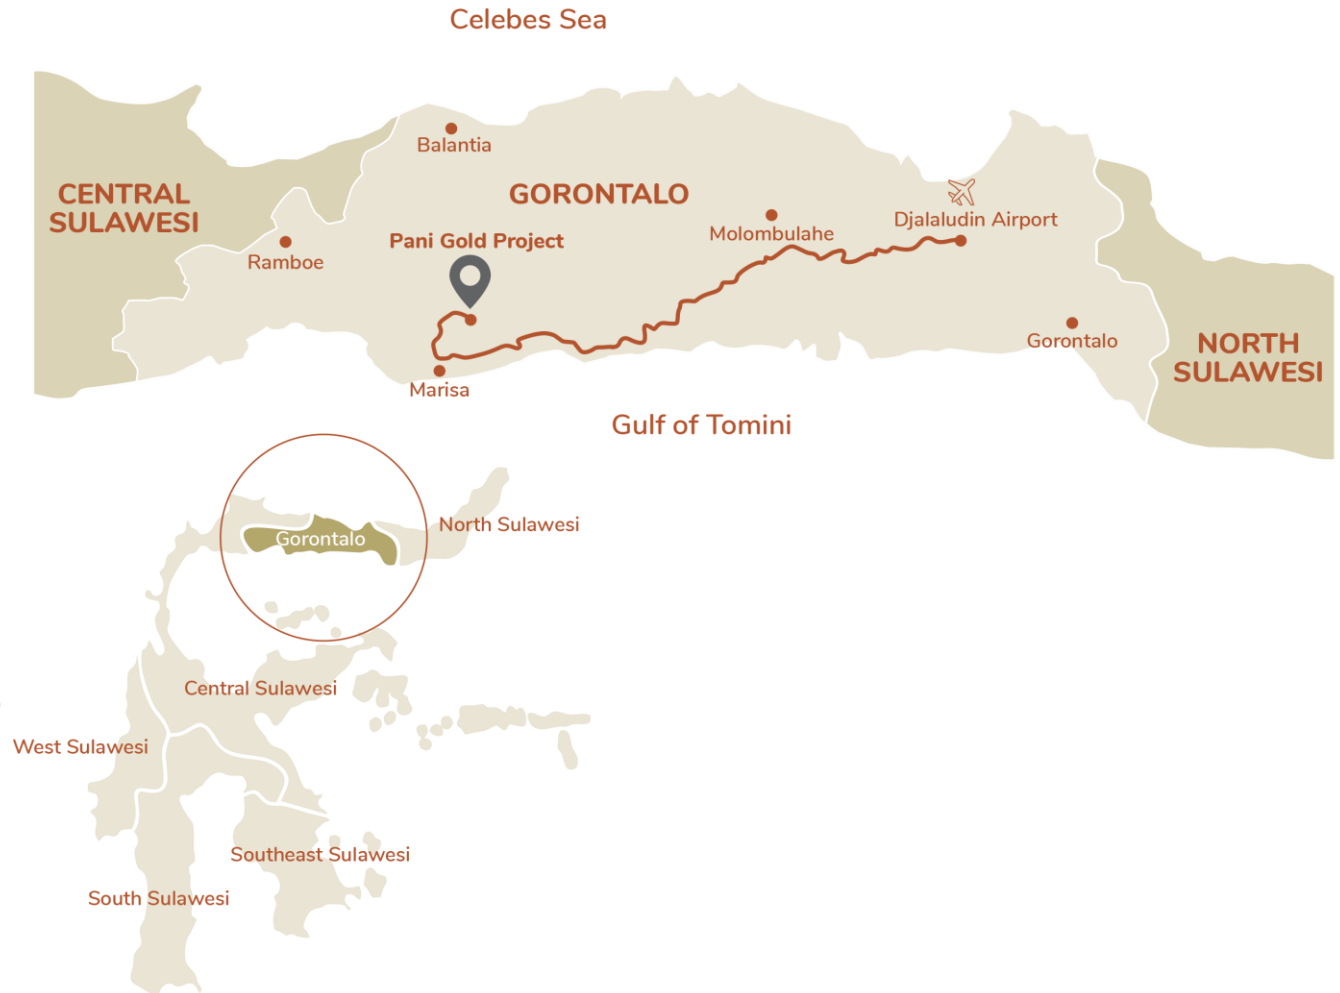 Celebes Sea
Balantia
CENTRAL
SULAWESI
GORONTALO
Djalaludin Airport
Molombulahe
Pani Gold Project
Ramboe
Gorontalo
NORTH
SULAWESI
Marisa
Gulf of Tomini
North Sulawesi
Gorontalo
Central Sulawesi
West Sulawesi
Southeast Sulawesi
South Sulawesi